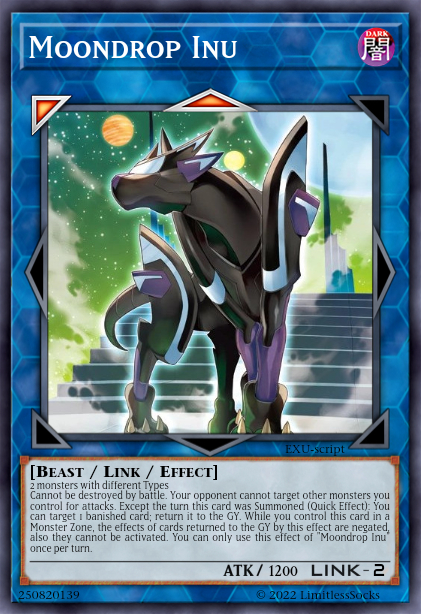 Moondrop Inu
DARK
闇
EXU-script
[Beast / Link / Effect]
2 monsters with different Types
Cannot be destroyed by battle. Your opponent cannot target other monsters you
control for attacks. Except the turn this card was Summoned (Quick Effect): You
can target 1 banished card; return it to the GY. While you control this card in a
Monster Zone, the effects of cards returned to the GY by this effect are negated,
also they cannot be activated. You can only use this effect of "Moondrop Inu"
once per turn.
ATK / 1200 LINK-2
250820139 © 2022 LimitlessSocks